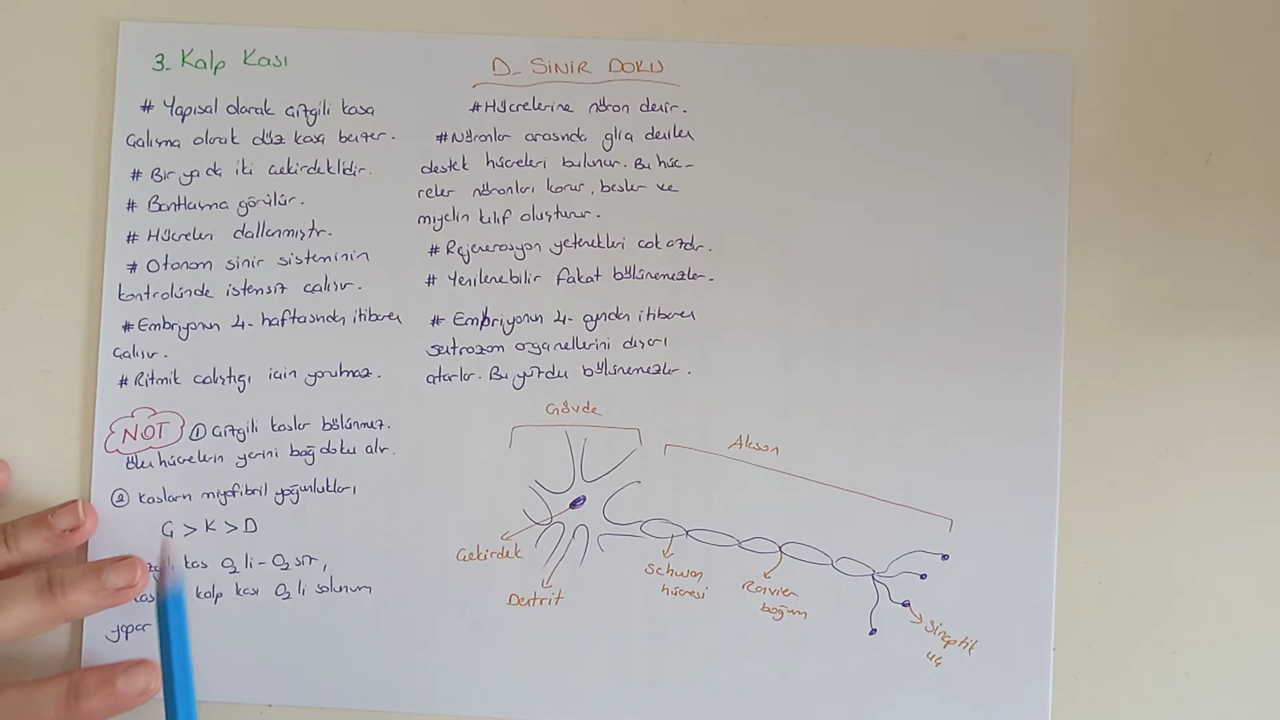 3- Kalp Kası
# Yapısal olarak çizgili kasa
Çalışma olarak düz kasa benzer.
# Bir ya da iki çekirdeklidir.
# Bantlaşma görülür.
# Hücreleri dallanmıştır.
# Otonom sinir sisteminin
kontrolünde istensiz çalışır.
# Embriyonun 4. haftasından itibaren
çalışır.
# Ritmik çalıştığı için yorulmaz.
NOT ① Çizgili kaslar bölünmez.
Ölen hücrelerin yerini bağ doku alır.
② Kasların miyofibril yoğunlukları
Ç > K > D
kas O2 li - O2 siz,
kalp kası O2 li solunum
yapar
D- SİNİR DOKU
# Hücrelerine nöron denir.
# Nöronlar arasında glia denilen
destek hücreleri bulunur. Bu hüc-
reler nöronları korur, besler ve
miyelin kılıf oluşturur.
# Rejenerasyon yetenekleri çok azdır.
# Yenilenebilir fakat bölünemezler.
# Embriyonun 4. ayından itibaren
sentrozom organellerini dışarı
atarlar. Bu yüzden bölünemezler.
Gövde
Akson
Çekirdek
Dentrit
Schwan
hücresi
Ranvier
boğum
Sinaptik
uç